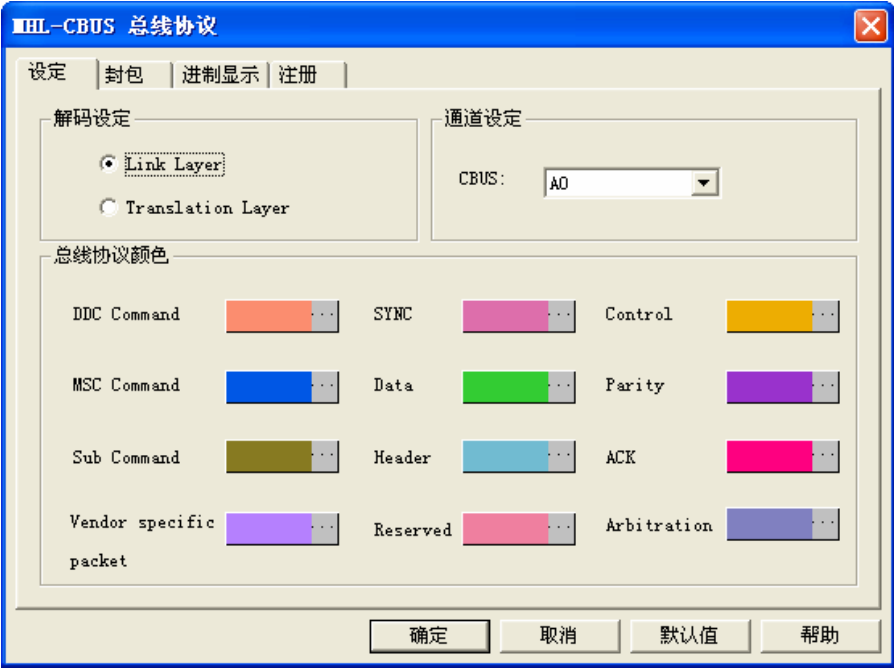 MHL-CBUS 总线协议
设定 封包 进制显示 注册
解码设定
Link Layer
Translation Layer
通道设定
CBUS: A0
总线协议颜色
DDC Command ... SYNC ... Control ...
MSC Command ... Data ... Parity ...
Sub Command ... Header ... ACK ...
Vendor specific packet ... Reserved ... Arbitration ...
确定 取消 默认值 帮助